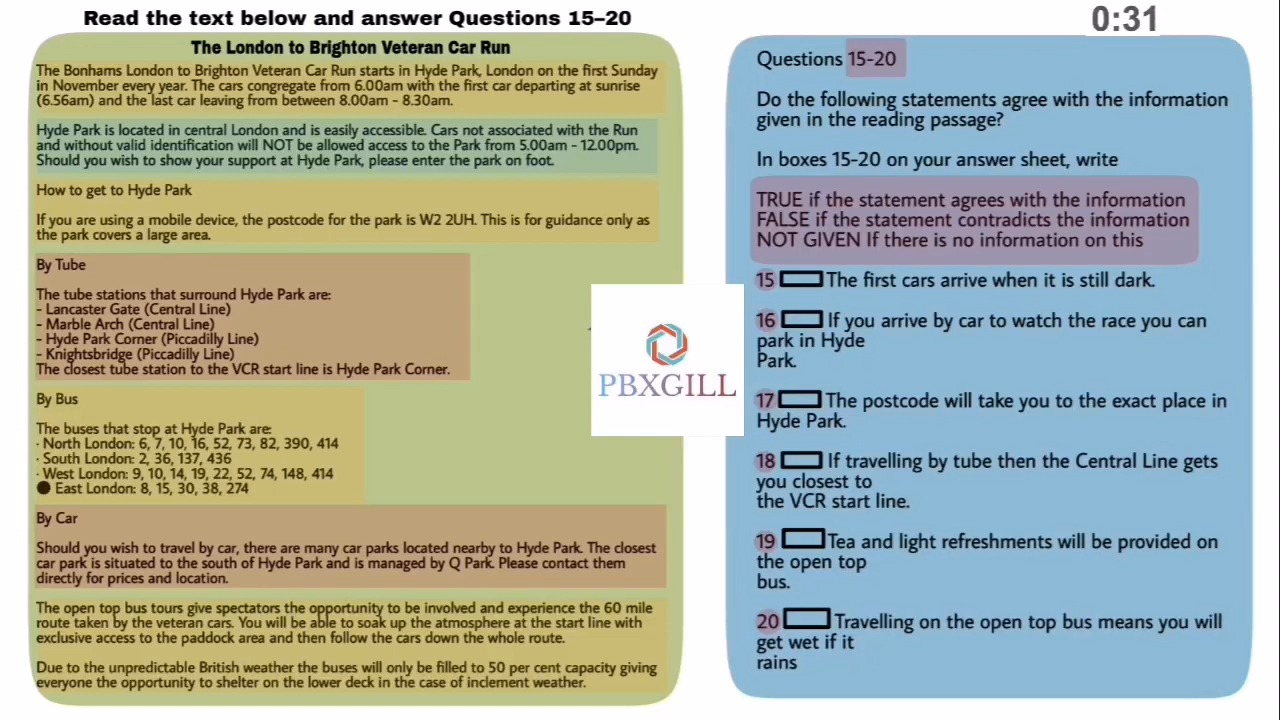 Read the text below and answer Questions 15–20
0:31
The London to Brighton Veteran Car Run
The Bonhams London to Brighton Veteran Car Run starts in Hyde Park, London on the first Sunday
in November every year. The cars congregate from 6.00am with the first car departing at sunrise
(6.56am) and the last car leaving from between 8.00am - 8.30am.
Hyde Park is located in central London and is easily accessible. Cars not associated with the Run
and without valid identification will NOT be allowed access to the Park from 5.00am - 12.00pm.
Should you wish to show your support at Hyde Park, please enter the park on foot.
How to get to Hyde Park
If you are using a mobile device, the postcode for the park is W2 2UH. This is for guidance only as
the park covers a large area.
By Tube
The tube stations that surround Hyde Park are:
- Lancaster Gate (Central Line)
- Marble Arch (Central Line)
- Hyde Park Corner (Piccadilly Line)
- Knightsbridge (Piccadilly Line)
The closest tube station to the VCR start line is Hyde Park Corner.
By Bus
The buses that stop at Hyde Park are:
· North London: 6, 7, 10, 16, 52, 73, 82, 390, 414
· South London: 2, 36, 137, 436
· West London: 9, 10, 14, 19, 22, 52, 74, 148, 414
● East London: 8, 15, 30, 38, 274
By Car
Should you wish to travel by car, there are many car parks located nearby to Hyde Park. The closest
car park is situated to the south of Hyde Park and is managed by Q Park. Please contact them
directly for prices and location.
The open top bus tours give spectators the opportunity to be involved and experience the 60 mile
route taken by the veteran cars. You will be able to soak up the atmosphere at the start line with
exclusive access to the paddock area and then follow the cars down the whole route.
Due to the unpredictable British weather the buses will only be filled to 50 per cent capacity giving
everyone the opportunity to shelter on the lower deck in the case of inclement weather.
PBXGILL
Questions 15-20
Do the following statements agree with the information
given in the reading passage?
In boxes 15-20 on your answer sheet, write
TRUE if the statement agrees with the information
FALSE if the statement contradicts the information
NOT GIVEN If there is no information on this
15 The first cars arrive when it is still dark.
16 If you arrive by car to watch the race you can
park in Hyde
Park.
17 The postcode will take you to the exact place in
Hyde Park.
18 If travelling by tube then the Central Line gets
you closest to
the VCR start line.
19 Tea and light refreshments will be provided on
the open top
bus.
20 Travelling on the open top bus means you will
get wet if it
rains